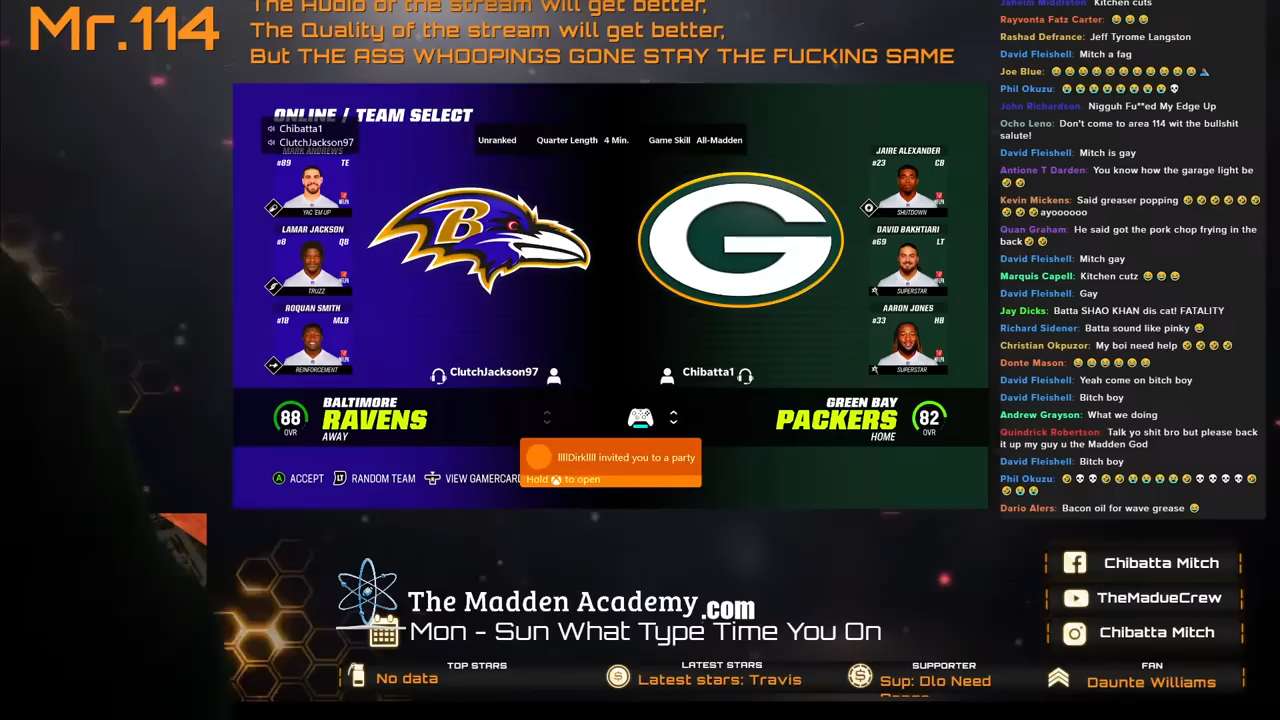 Mr.114
The Audio of the stream will get better,
The Quality of the stream will get better,
But THE ASS WHOOPINGS GONE STAY THE FUCKING SAME
ONLINE / TEAM SELECT
Chibatta1
ClutchJackson97
Unranked Quarter Length 4 Min. Game Skill All-Madden
MARK ANDREWS
#89 TE
YAC 'EM UP
LAMAR JACKSON
#8 QB
TRUZZ
ROQUAN SMITH
#18 MLB
REINFORCEMENT
B
G
JAIRE ALEXANDER
#23 CB
SHUTDOWN
DAVID BAKHTIARI
#69 LT
SUPERSTAR
AARON JONES
#33 HB
SUPERSTAR
ClutchJackson97
Chibatta1
88 OVR
BALTIMORE
RAVENS
AWAY
GREEN BAY
PACKERS
HOME
82 OVR
A ACCEPT LT RANDOM TEAM VIEW GAMERCARD
llllDirkllll invited you to a party
Hold to open
Jaheim Middleton: Kitchen cuts
Rayvonta Fatz Carter: 😂 😂 😂
Rashad Defrance: Jeff Tyrome Langston
David Fleishell: Mitch a fag
Joe Blue:
Phil Okuzu:
John Richardson: Nigguh Fu**ed My Edge Up
Ocho Leno: Don't come to area 114 wit the bullshit
salute!
David Fleishell: Mitch is gay
Antione T Darden: You know how the garage light be
🤣 🤣
Kevin Mickens: Said greaser popping 🤣 🤣 🤣 🤣 🤣 🤣
🤣 🤣 🤣 ayoooooo
Quan Graham: He said got the pork chop frying in the
back 🤣 🤣
David Fleishell: Mitch gay
Marquis Capell: Kitchen cutz 😂 😂 😂
David Fleishell: Gay
Jay Dicks: Batta SHAO KHAN dis cat! FATALITY
Richard Sidener: Batta sound like pinky 😂
Christian Okpuzor: My boi need help 🤣 🤣 🤣 🤣
Donte Mason: 😂 😂 😂 😂 😂 😂
David Fleishell: Yeah come on bitch boy
David Fleishell: Bitch boy
Andrew Grayson: What we doing
Quindrick Robertson: Talk yo shit bro but please back
it up my guy u the Madden God
David Fleishell: Bitch boy
Phil Okuzu:
Dario Alers: Bacon oil for wave grease 😂
The Madden Academy.com
Mon - Sun What Type Time You On
Chibatta Mitch
TheMadueCrew
Chibatta Mitch
TOP STARS
No data
LATEST STARS
Latest stars: Travis
SUPPORTER
Sup: Dlo Need
FAN
Daunte Williams